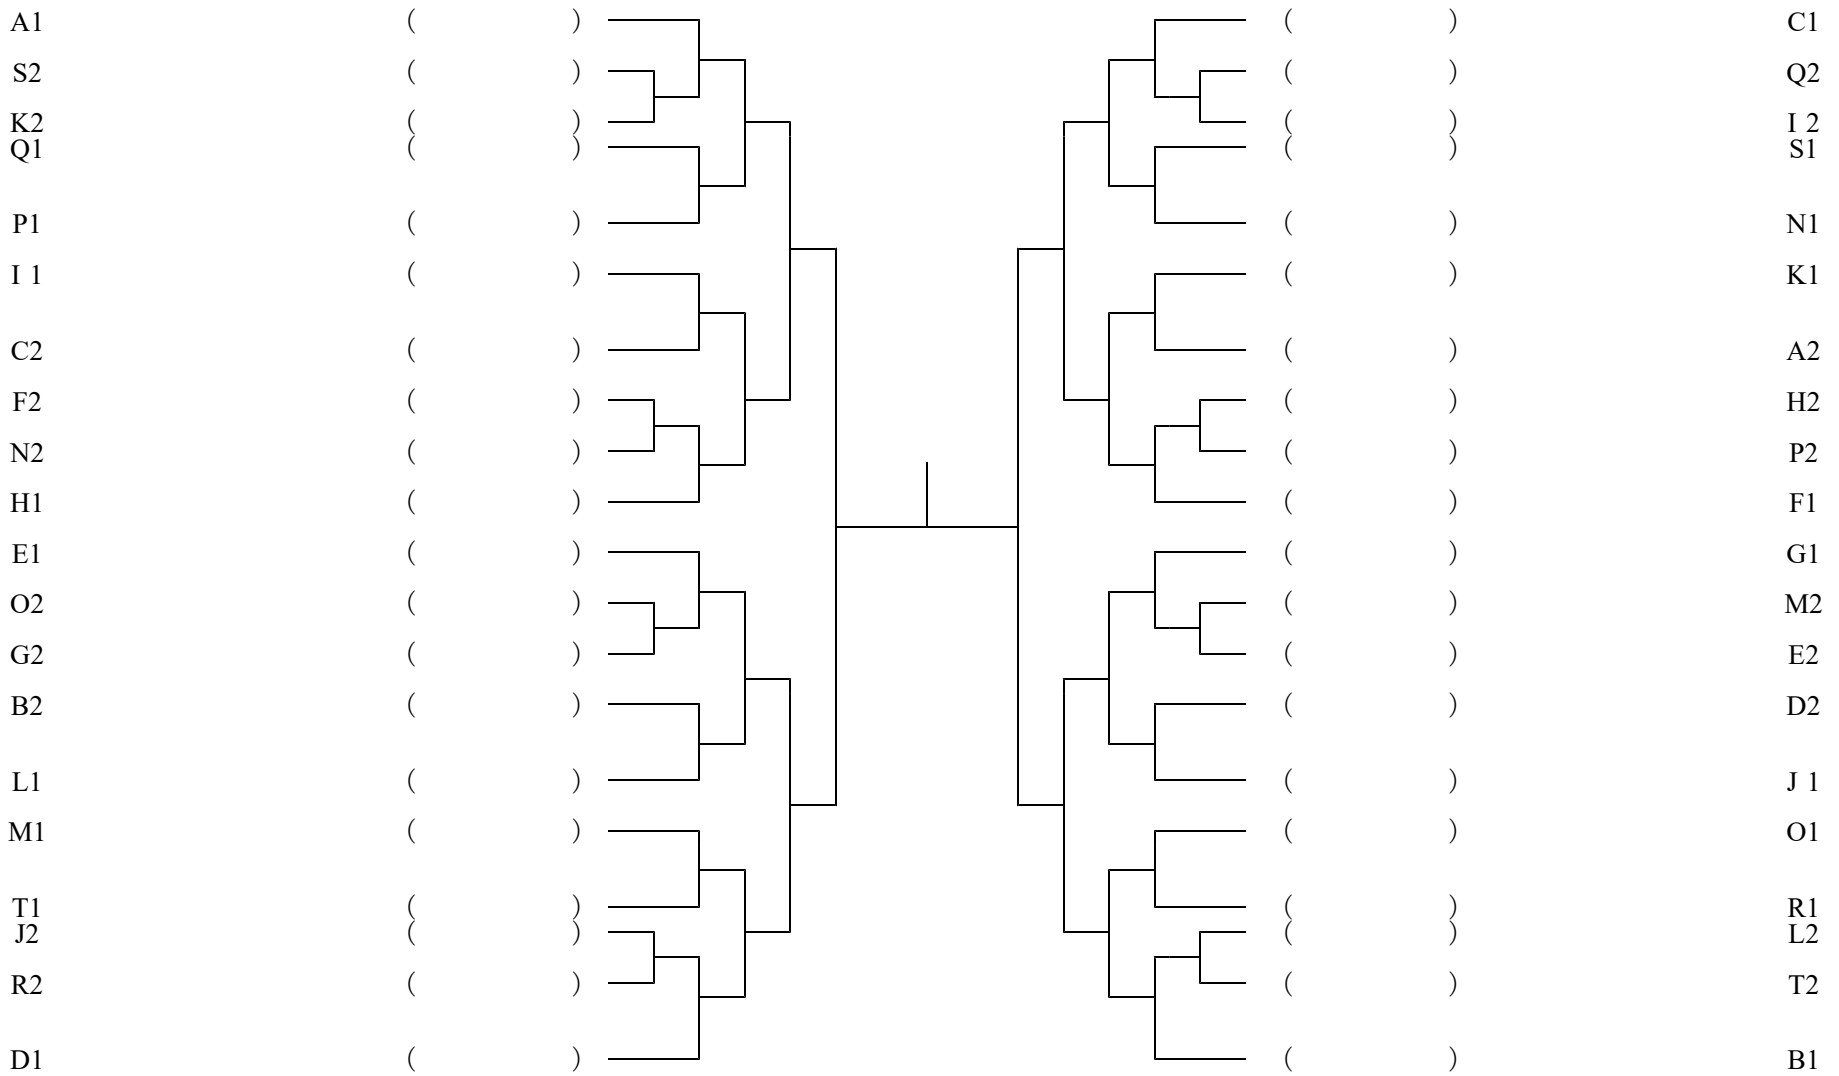 A1 ( ) ( ) C1
S2 ( ) ( ) Q2
K2 ( ) ( ) I 2
Q1 ( ) ( ) S1
P1 ( ) ( ) N1
I 1 ( ) ( ) K1
C2 ( ) ( ) A2
F2 ( ) ( ) H2
N2 ( ) ( ) P2
H1 ( ) ( ) F1
E1 ( ) ( ) G1
O2 ( ) ( ) M2
G2 ( ) ( ) E2
B2 ( ) ( ) D2
L1 ( ) ( ) J 1
M1 ( ) ( ) O1
T1 ( ) ( ) R1
J2 ( ) ( ) L2
R2 ( ) ( ) T2
D1 ( ) ( ) B1